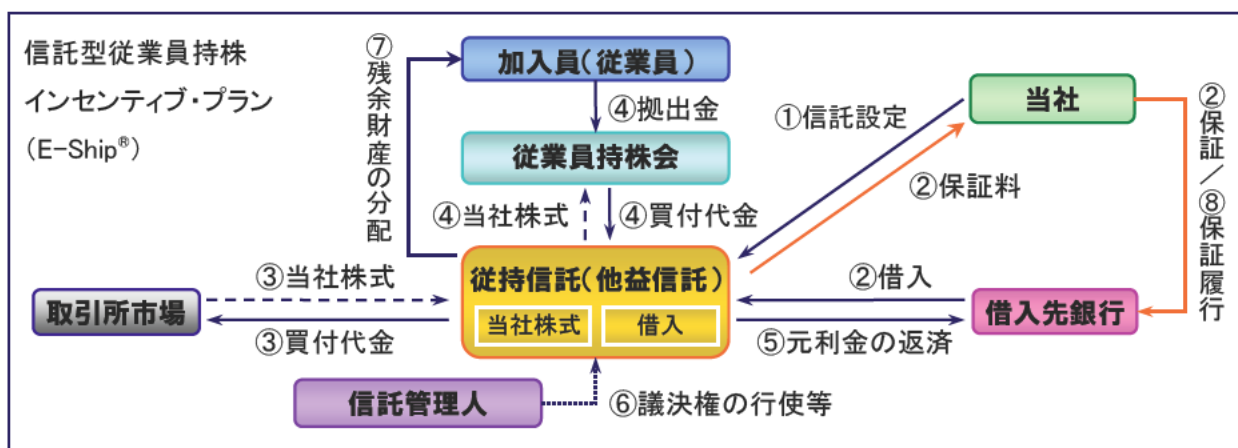 信託型従業員持株
インセンティブ・プラン
(E-Ship®)
⑦残余財産の分配
加入員(従業員)
④拠出金
従業員持株会
④当社株式
④買付代金
①信託設定
②保証料
当社
②保証/⑧保証履行
③当社株式
取引所市場
③買付代金
従持信託(他益信託)
当社株式
借入
②借入
借入先銀行
⑤元利金の返済
信託管理人
⑥議決権の行使等